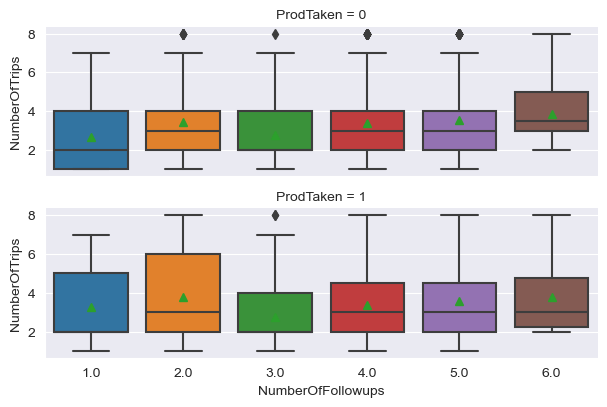 ProdTaken = 0
8
6
4
2
NumberOfTrips
ProdTaken = 1
8
6
4
2
NumberOfTrips
1.0 2.0 3.0 4.0 5.0 6.0
NumberOfFollowups